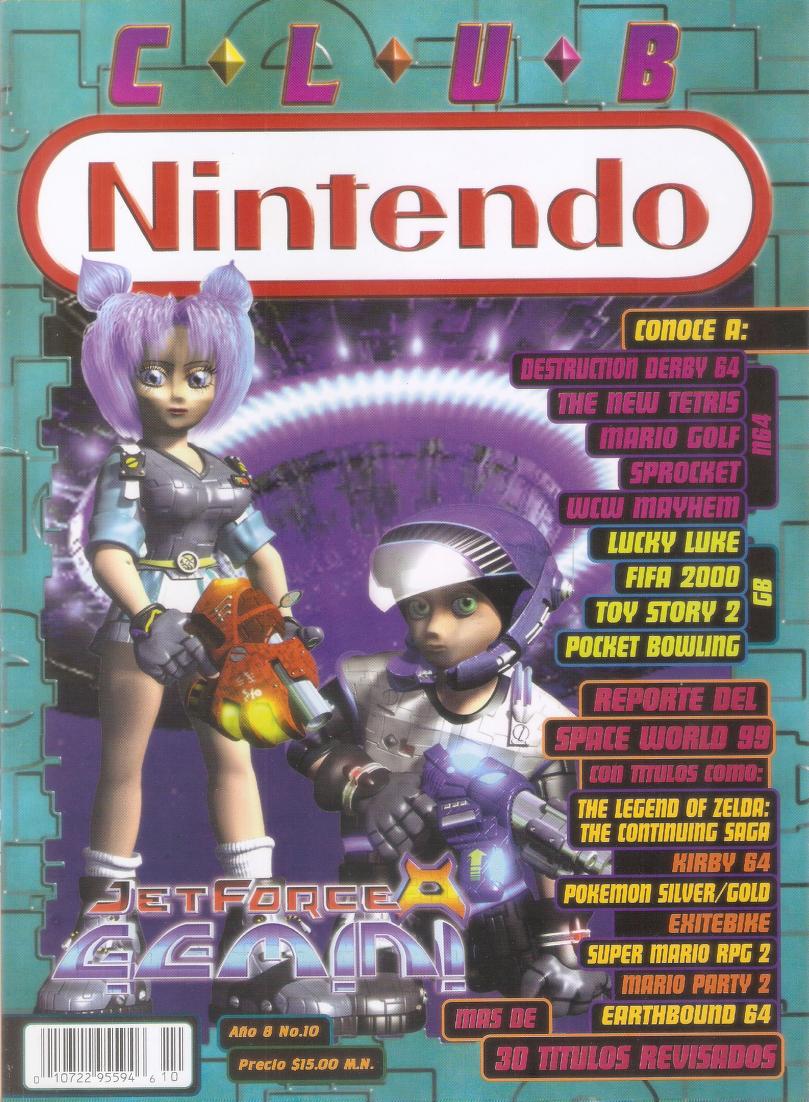 CLUB
Nintendo
CONOCE A:
DESTRUCTION DERBY 64
THE NEW TETRIS
MARIO GOLF
SPROCKET
WCW MAYHEM
N64
LUCKY LUKE
FIFA 2000
TOY STORY 2
POCKET BOWLING
GB
REPORTE DEL
SPACE WORLD 99
CON TITULOS COMO:
THE LEGEND OF ZELDA:
THE CONTINUING SAGA
KIRBY 64
POKEMON SILVER/GOLD
EXITEBIKE
SUPER MARIO RPG 2
MARIO PARTY 2
EARTHBOUND 64
MAS DE
30 TITULOS REVISADOS
JET FORCE
GEMINI
Año 8 No.10
Precio $15.00 M.N.
0 10722 95594 6 10